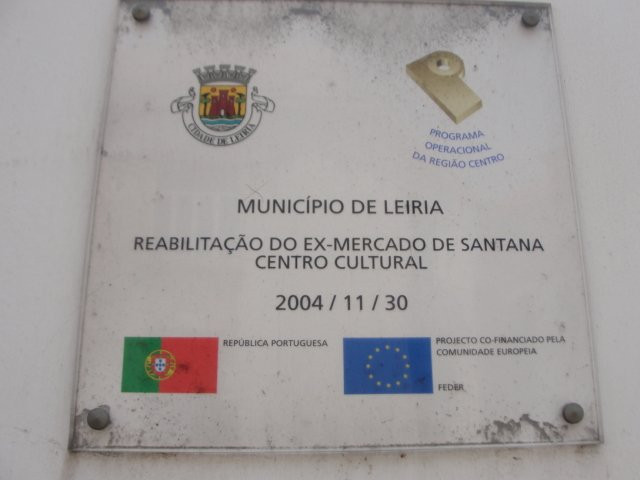 CIDADE DE LEIRIA
PROGRAMA
OPERACIONAL
DA REGIÃO CENTRO
MUNICÍPIO DE LEIRIA
REABILITAÇÃO DO EX-MERCADO DE SANTANA
CENTRO CULTURAL
2004 / 11 / 30
REPÚBLICA PORTUGUESA
PROJECTO CO-FINANCIADO PELA
COMUNIDADE EUROPEIA
FEDER